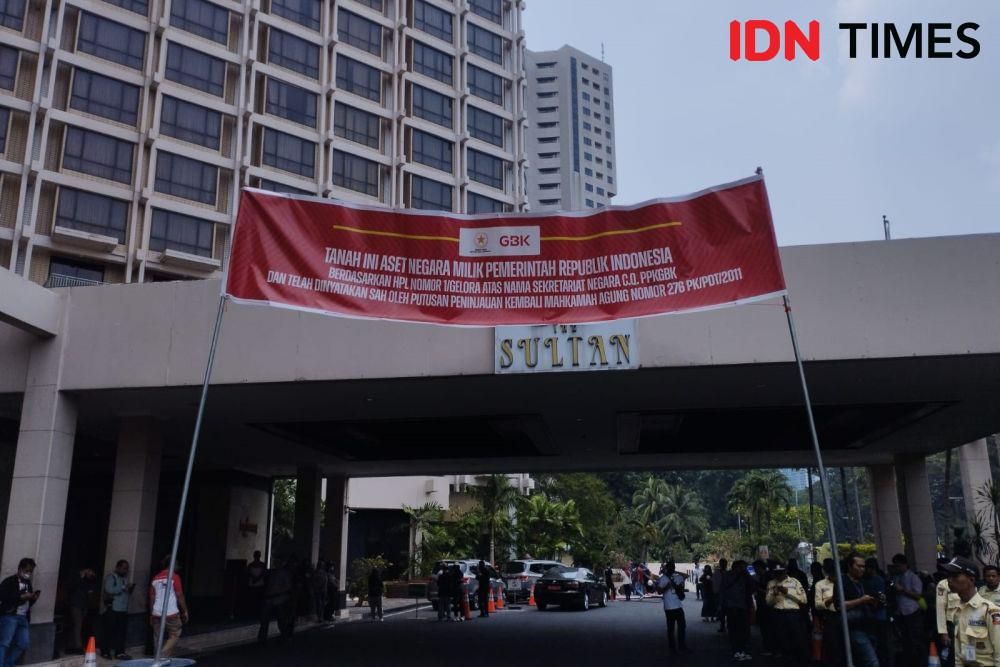 IDN TIMES
GBK
TANAH INI ASET NEGARA MILIK PEMERINTAH REPUBLIK INDONESIA
BERDASARKAN HPL NOMOR 1/GELORA ATAS NAMA SEKRETARIAT NEGARA C.Q. PPKGBK
DAN TELAH DINYATAKAN SAH OLEH PUTUSAN PENINJAUAN KEMBALI MAHKAMAH AGUNG NOMOR 276 PK/PDT/2011
THE
SULTAN